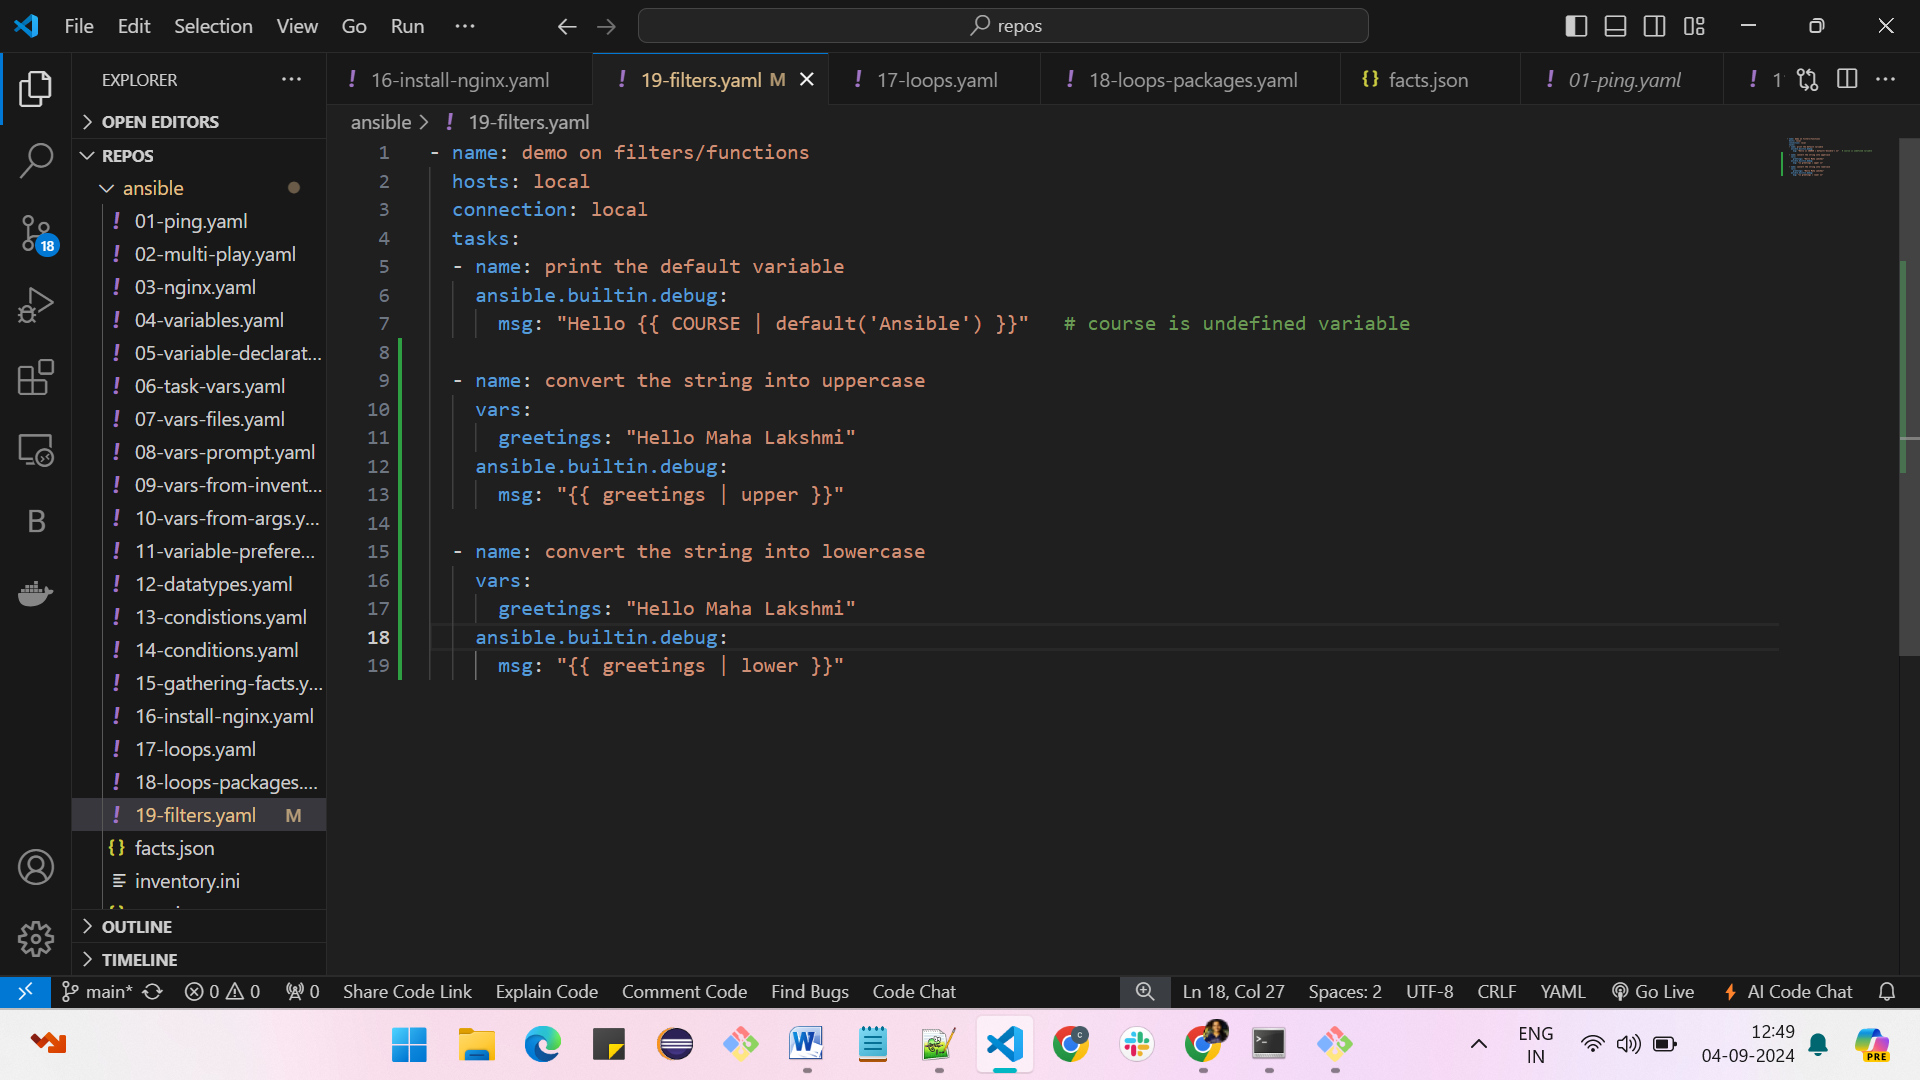 File Edit Selection View Go Run ··· repos
EXPLORER ···
16-install-nginx.yaml 19-filters.yaml M 17-loops.yaml 18-loops-packages.yaml facts.json 01-ping.yaml 1 ···
OPEN EDITORS
REPOS
ansible
01-ping.yaml
02-multi-play.yaml
03-nginx.yaml
04-variables.yaml
05-variable-declarat...
06-task-vars.yaml
07-vars-files.yaml
08-vars-prompt.yaml
09-vars-from-invent...
10-vars-from-args.y...
11-variable-prefere...
12-datatypes.yaml
13-condistions.yaml
14-conditions.yaml
15-gathering-facts.y...
16-install-nginx.yaml
17-loops.yaml
18-loops-packages....
19-filters.yaml M
facts.json
inventory.ini
OUTLINE
TIMELINE
18
B
ansible > ! 19-filters.yaml
1 - name: demo on filters/functions
2 hosts: local
3 connection: local
4 tasks:
5 - name: print the default variable
6 ansible.builtin.debug:
7 msg: "Hello {{ COURSE | default('Ansible') }}" # course is undefined variable
8
9 - name: convert the string into uppercase
10 vars:
11 greetings: "Hello Maha Lakshmi"
12 ansible.builtin.debug:
13 msg: "{{ greetings | upper }}"
14
15 - name: convert the string into lowercase
16 vars:
17 greetings: "Hello Maha Lakshmi"
18 ansible.builtin.debug:
19 msg: "{{ greetings | lower }}"
main* 0 0 0 Share Code Link Explain Code Comment Code Find Bugs Code Chat Ln 18, Col 27 Spaces: 2 UTF-8 CRLF YAML Go Live AI Code Chat
ENG
IN
12:49
04-09-2024
PRE